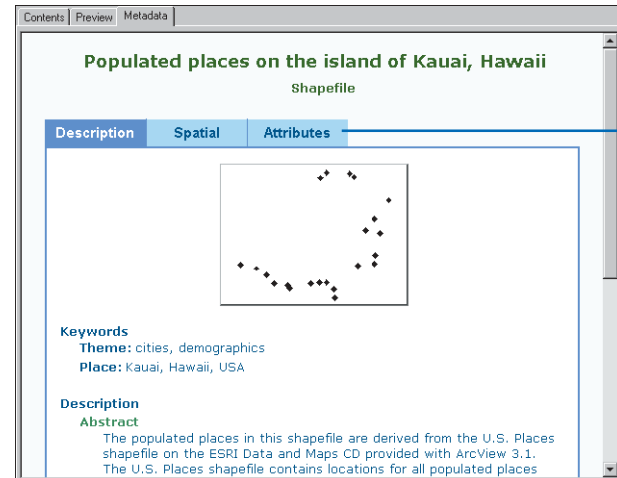 Contents Preview Metadata
Populated places on the island of Kauai, Hawaii
Shapefile
Description Spatial Attributes
Keywords
Theme: cities, demographics
Place: Kauai, Hawaii, USA
Description
Abstract
The populated places in this shapefile are derived from the U.S. Places
shapefile on the ESRI Data and Maps CD provided with ArcView 3.1.
The U.S. Places shapefile contains locations for all populated places